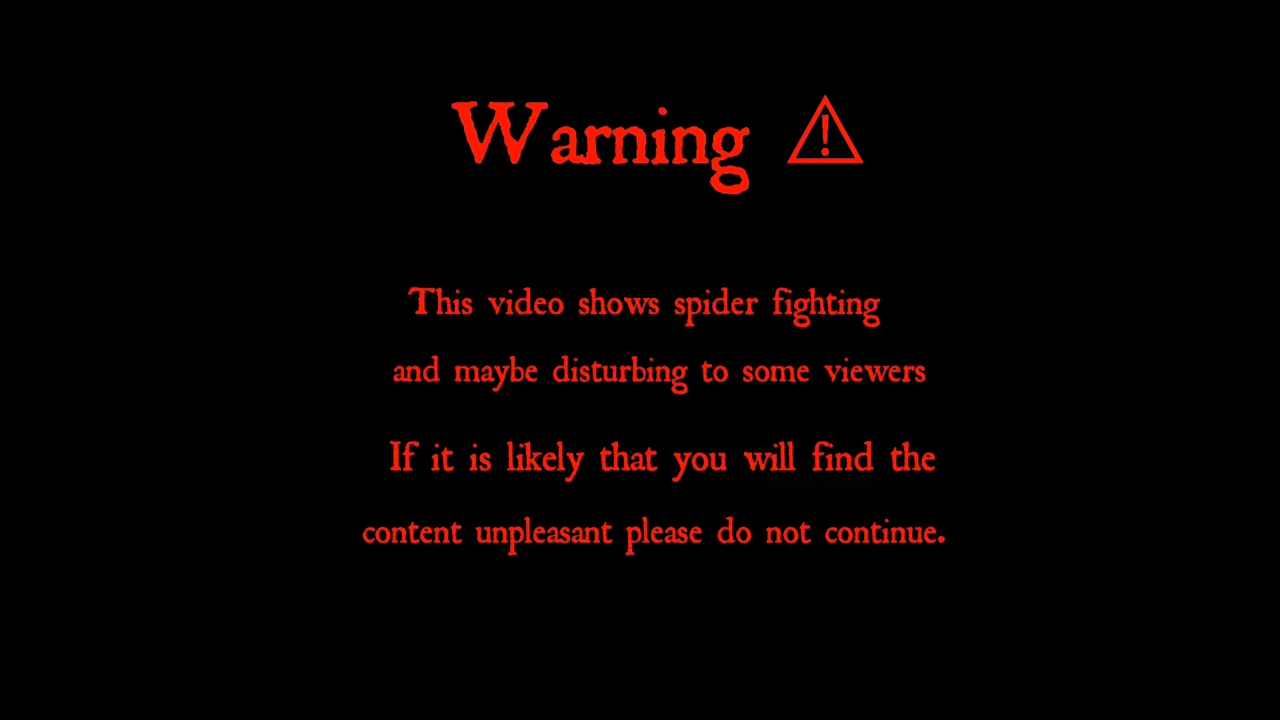 Warning ⚠
This video shows spider fighting
and maybe disturbing to some viewers
If it is likely that you will find the
content unpleasant please do not continue.